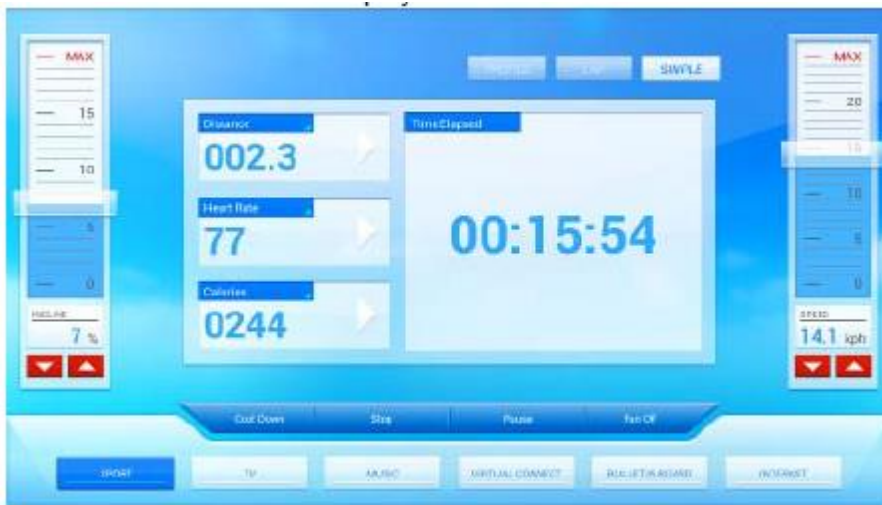 MAX
15
10
5
0
INCLINE
7 %
SIMPLE
Distance
002.3
Heart Rate
77
Calories
0244
Time Elapsed
00:15:54
MAX
20
15
10
5
0
SPEED
14.1 kph
Cool Down
Stop
Pause
Fan Off
SPORT
TV
MUSIC
VIRTUAL CONNECT
BULLETIN BOARD
INTERNET